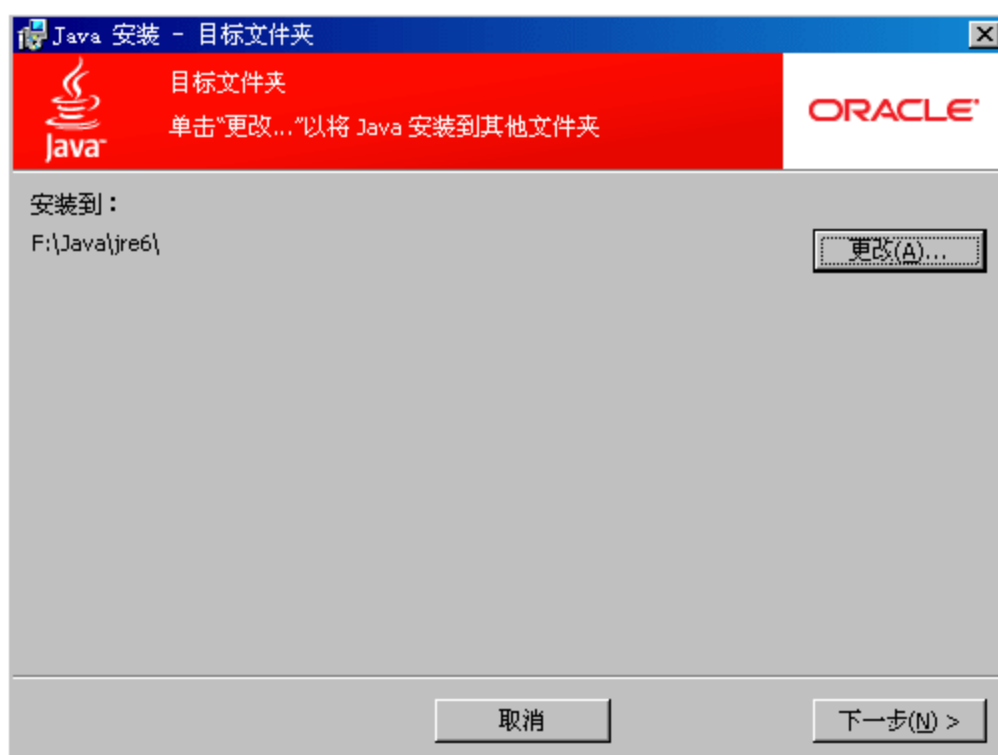 Java 安装 - 目标文件夹
目标文件夹
单击“更改...”以将 Java 安装到其他文件夹
Java
ORACLE
安装到：
F:\Java\jre6\
更改(A)...
取消
下一步(N) >